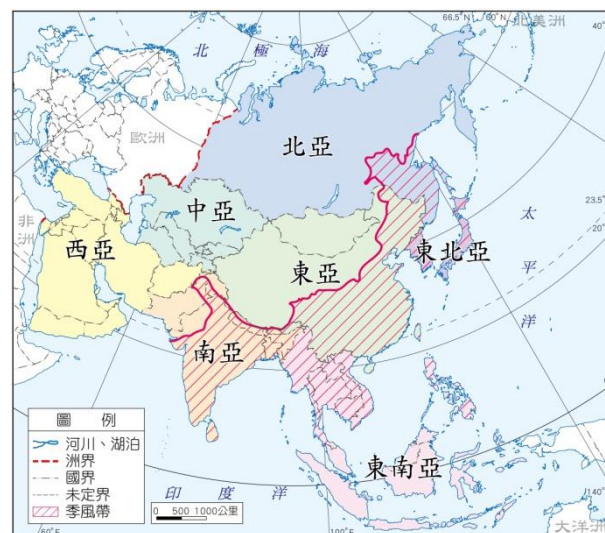 66.5°N
60°N
北美洲
40°
北極海
歐洲
北亞
中亞
非洲
西亞
東亞
東北亞
太平洋
23.5°
20°
南亞
東南亞
圖例
河川、湖泊
洲界
國界
未定界
季風帶
印度洋
0 500 1000公里
60°E
100°E
140°
大洋洲